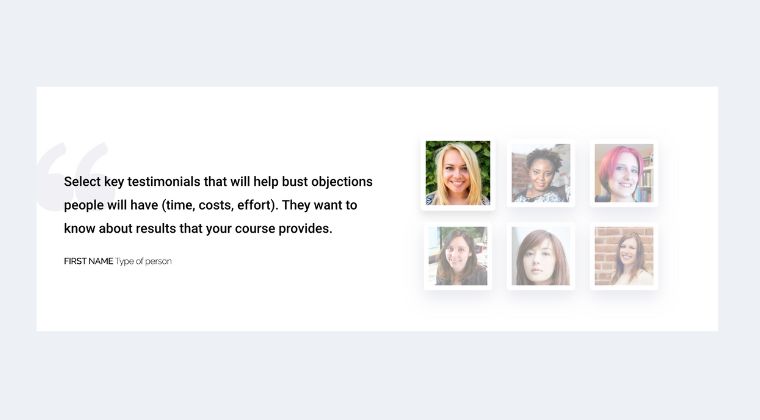 Select key testimonials that will help bust objections
people will have (time, costs, effort). They want to
know about results that your course provides.
FIRST NAME Type of person